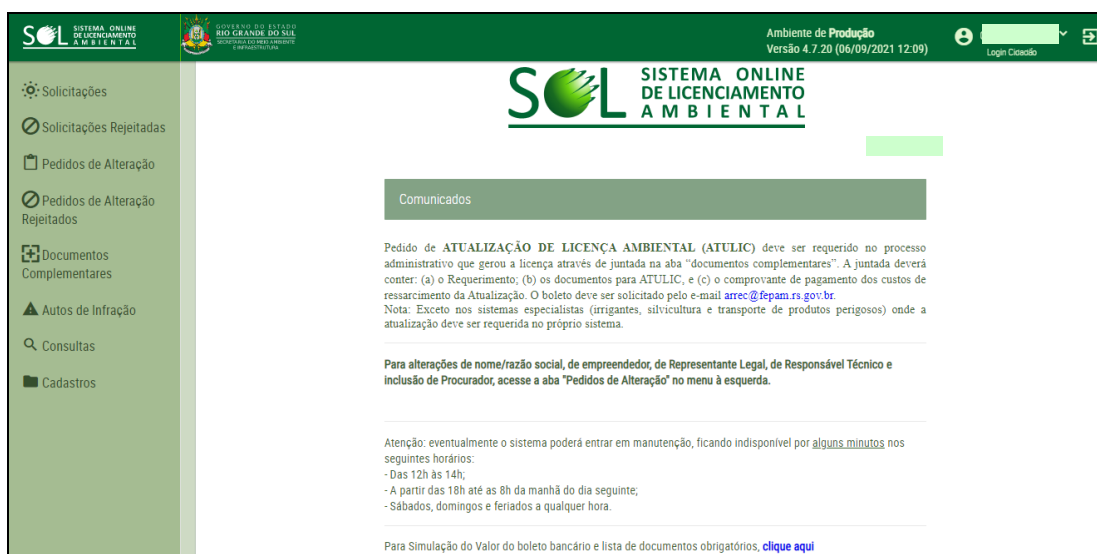 SOL SISTEMA ONLINE
DE LICENCIAMENTO
AMBIENTAL
GOVERNO DO ESTADO
RIO GRANDE DO SUL
SECRETARIA DO MEIO AMBIENTE
E INFRAESTRUTURA
Ambiente de Produção
Versão 4.7.20 (06/09/2021 12:09)
Login Cidadão
Solicitações
Solicitações Rejeitadas
Pedidos de Alteração
Pedidos de Alteração
Rejeitados
Documentos
Complementares
Autos de Infração
Consultas
Cadastros
SOL SISTEMA ONLINE
DE LICENCIAMENTO
AMBIENTAL
Comunicados
Pedido de ATUALIZAÇÃO DE LICENÇA AMBIENTAL (ATULIC) deve ser requerido no processo
administrativo que gerou a licença através de juntada na aba “documentos complementares”. A juntada deverá
conter: (a) o Requerimento; (b) os documentos para ATULIC, e (c) o comprovante de pagamento dos custos de
ressarcimento da Atualização. O boleto deve ser solicitado pelo e-mail arrec@fepam.rs.gov.br.
Nota: Exceto nos sistemas especialistas (irrigantes, silvicultura e transporte de produtos perigosos) onde a
atualização deve ser requerida no próprio sistema.
Para alterações de nome/razão social, de empreendedor, de Representante Legal, de Responsável Técnico e
inclusão de Procurador, acesse a aba "Pedidos de Alteração" no menu à esquerda.
Atenção: eventualmente o sistema poderá entrar em manutenção, ficando indisponível por alguns minutos nos
seguintes horários:
- Das 12h às 14h;
- A partir das 18h até as 8h da manhã do dia seguinte;
- Sábados, domingos e feriados a qualquer hora.
Para Simulação do Valor do boleto bancário e lista de documentos obrigatórios, clique aqui